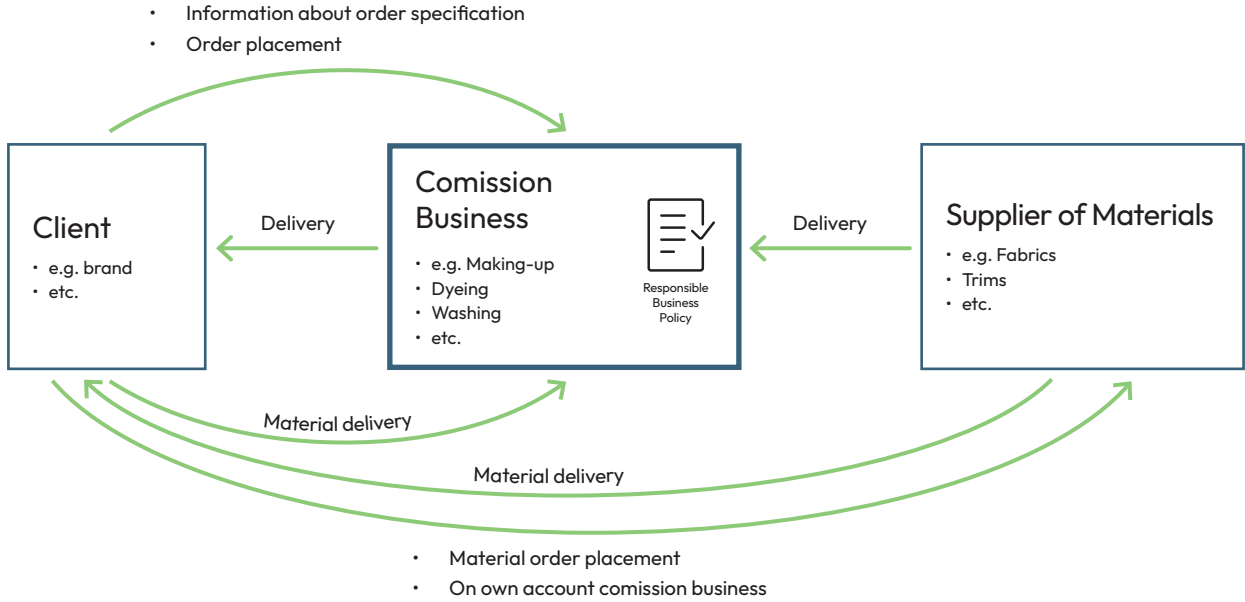 • Information about order specification
• Order placement
Client
• e.g. brand
• etc.
Delivery
Comission
Business
• e.g. Making-up
• Dyeing
• Washing
• etc.
Responsible
Business
Policy
Delivery
Supplier of Materials
• e.g. Fabrics
• Trims
• etc.
Material delivery
Material delivery
• Material order placement
• On own account comission business